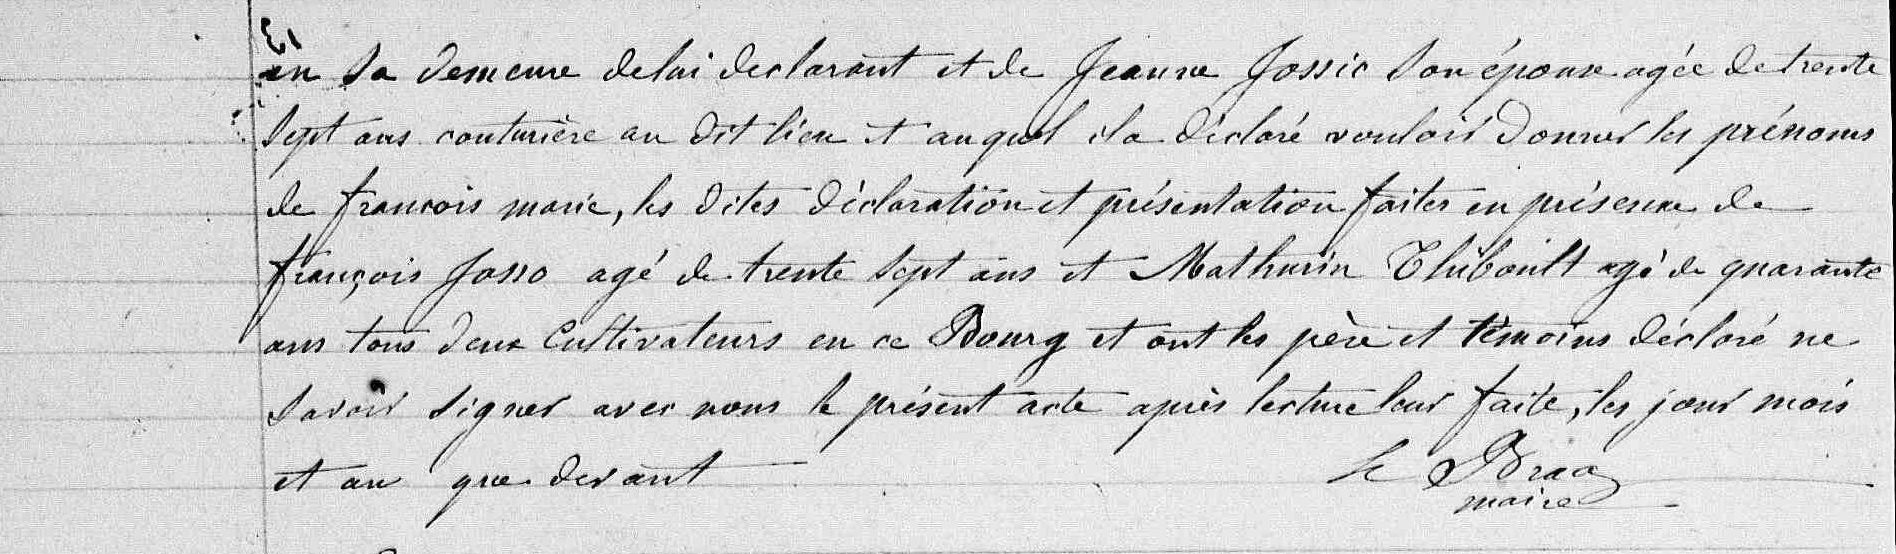 en sa demeure de lui declarant et de Jeanne Jossic son épouse agée de trente
sept ans couturière au dit lieu et auquel il a déclaré vouloir donner les prénoms
de françois marie, les dites déclaration et présentation faites en présence de
françois Josso agé de trente sept ans et Mathurin Thiboult agé de quarante
ans tous deux Cultivateurs en ce Bourg et ont les père et témoins déclaré ne
savoir signer avec nous le présent acte après lecture leur faite, les jour mois
et an que devant
Le
maire